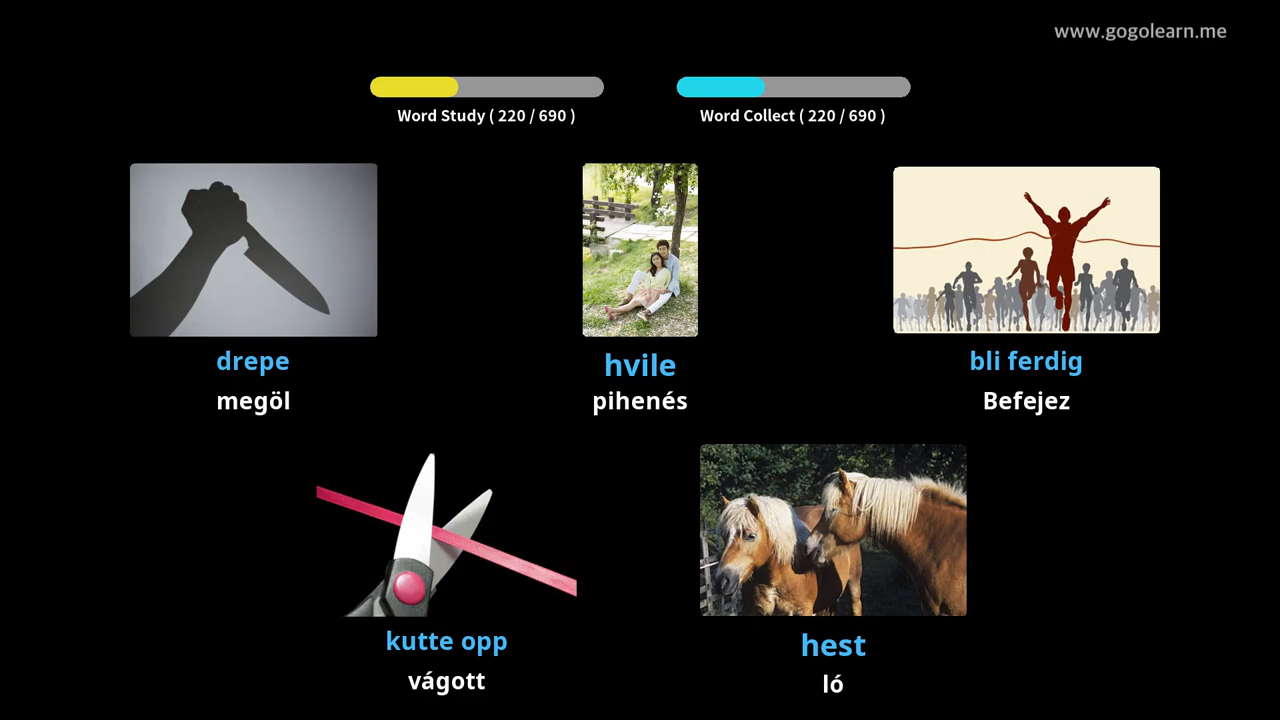 www.gogolearn.me
Word Study ( 220 / 690 )
Word Collect ( 220 / 690 )
drepe
megöl
hvile
pihenés
bli ferdig
Befejez
kutte opp
vágott
hest
ló